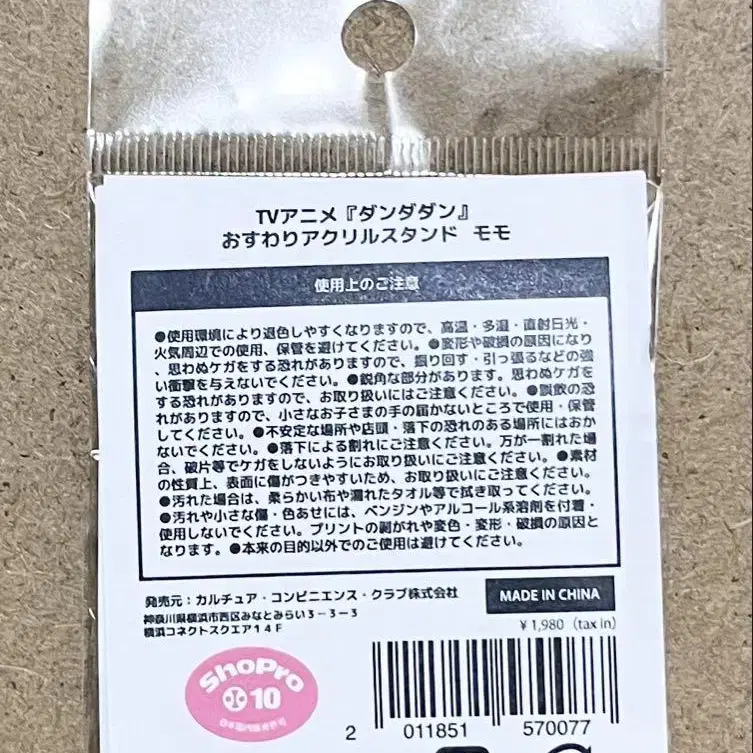 TVアニメ『ダンダダン』
おすわりアクリルスタンド モモ
使用上のご注意
●使用環境により退色しやすくなりますので、高温・多湿・直射日光・
火気周辺での使用、保管を避けてください。●変形や破損の原因になり
、思わぬケガをする恐れがありますので、振り回す・引っ張るなどの強
い衝撃を与えないでください。●鋭角な部分があります。思わぬケガを
する恐れがありますので、お取り扱いにはご注意ください。●誤飲の恐
れがありますので、小さなお子さまの手の届かないところで使用・保管
してください。●不安定な場所や店頭・落下の恐れのある場所にはおか
ないでください。●落下による割れにご注意ください。万が一割れた場
合、破片等でケガをしないようにお取り扱いにご注意ください。●素材
の性質上、表面に傷がつきやすいため、お取り扱いにご注意ください。
●汚れた場合は、柔らかい布や濡れたタオル等で拭き取ってください。
●汚れや小さな傷・色あせには、ベンジンやアルコール系溶剤を付着・
使用しないでください。プリントの剥がれや変色・変形・破損の原因と
なります。●本来の目的以外でのご使用は避けてください。
発売元：カルチュア・コンビニエンス・クラブ株式会社
MADE IN CHINA
神奈川県横浜市西区みなとみらい３－３－３
横浜コネクトスクエア１４Ｆ
￥1,980（tax in）
ShoPro
10
日本国内販売許可
2 011851 570077